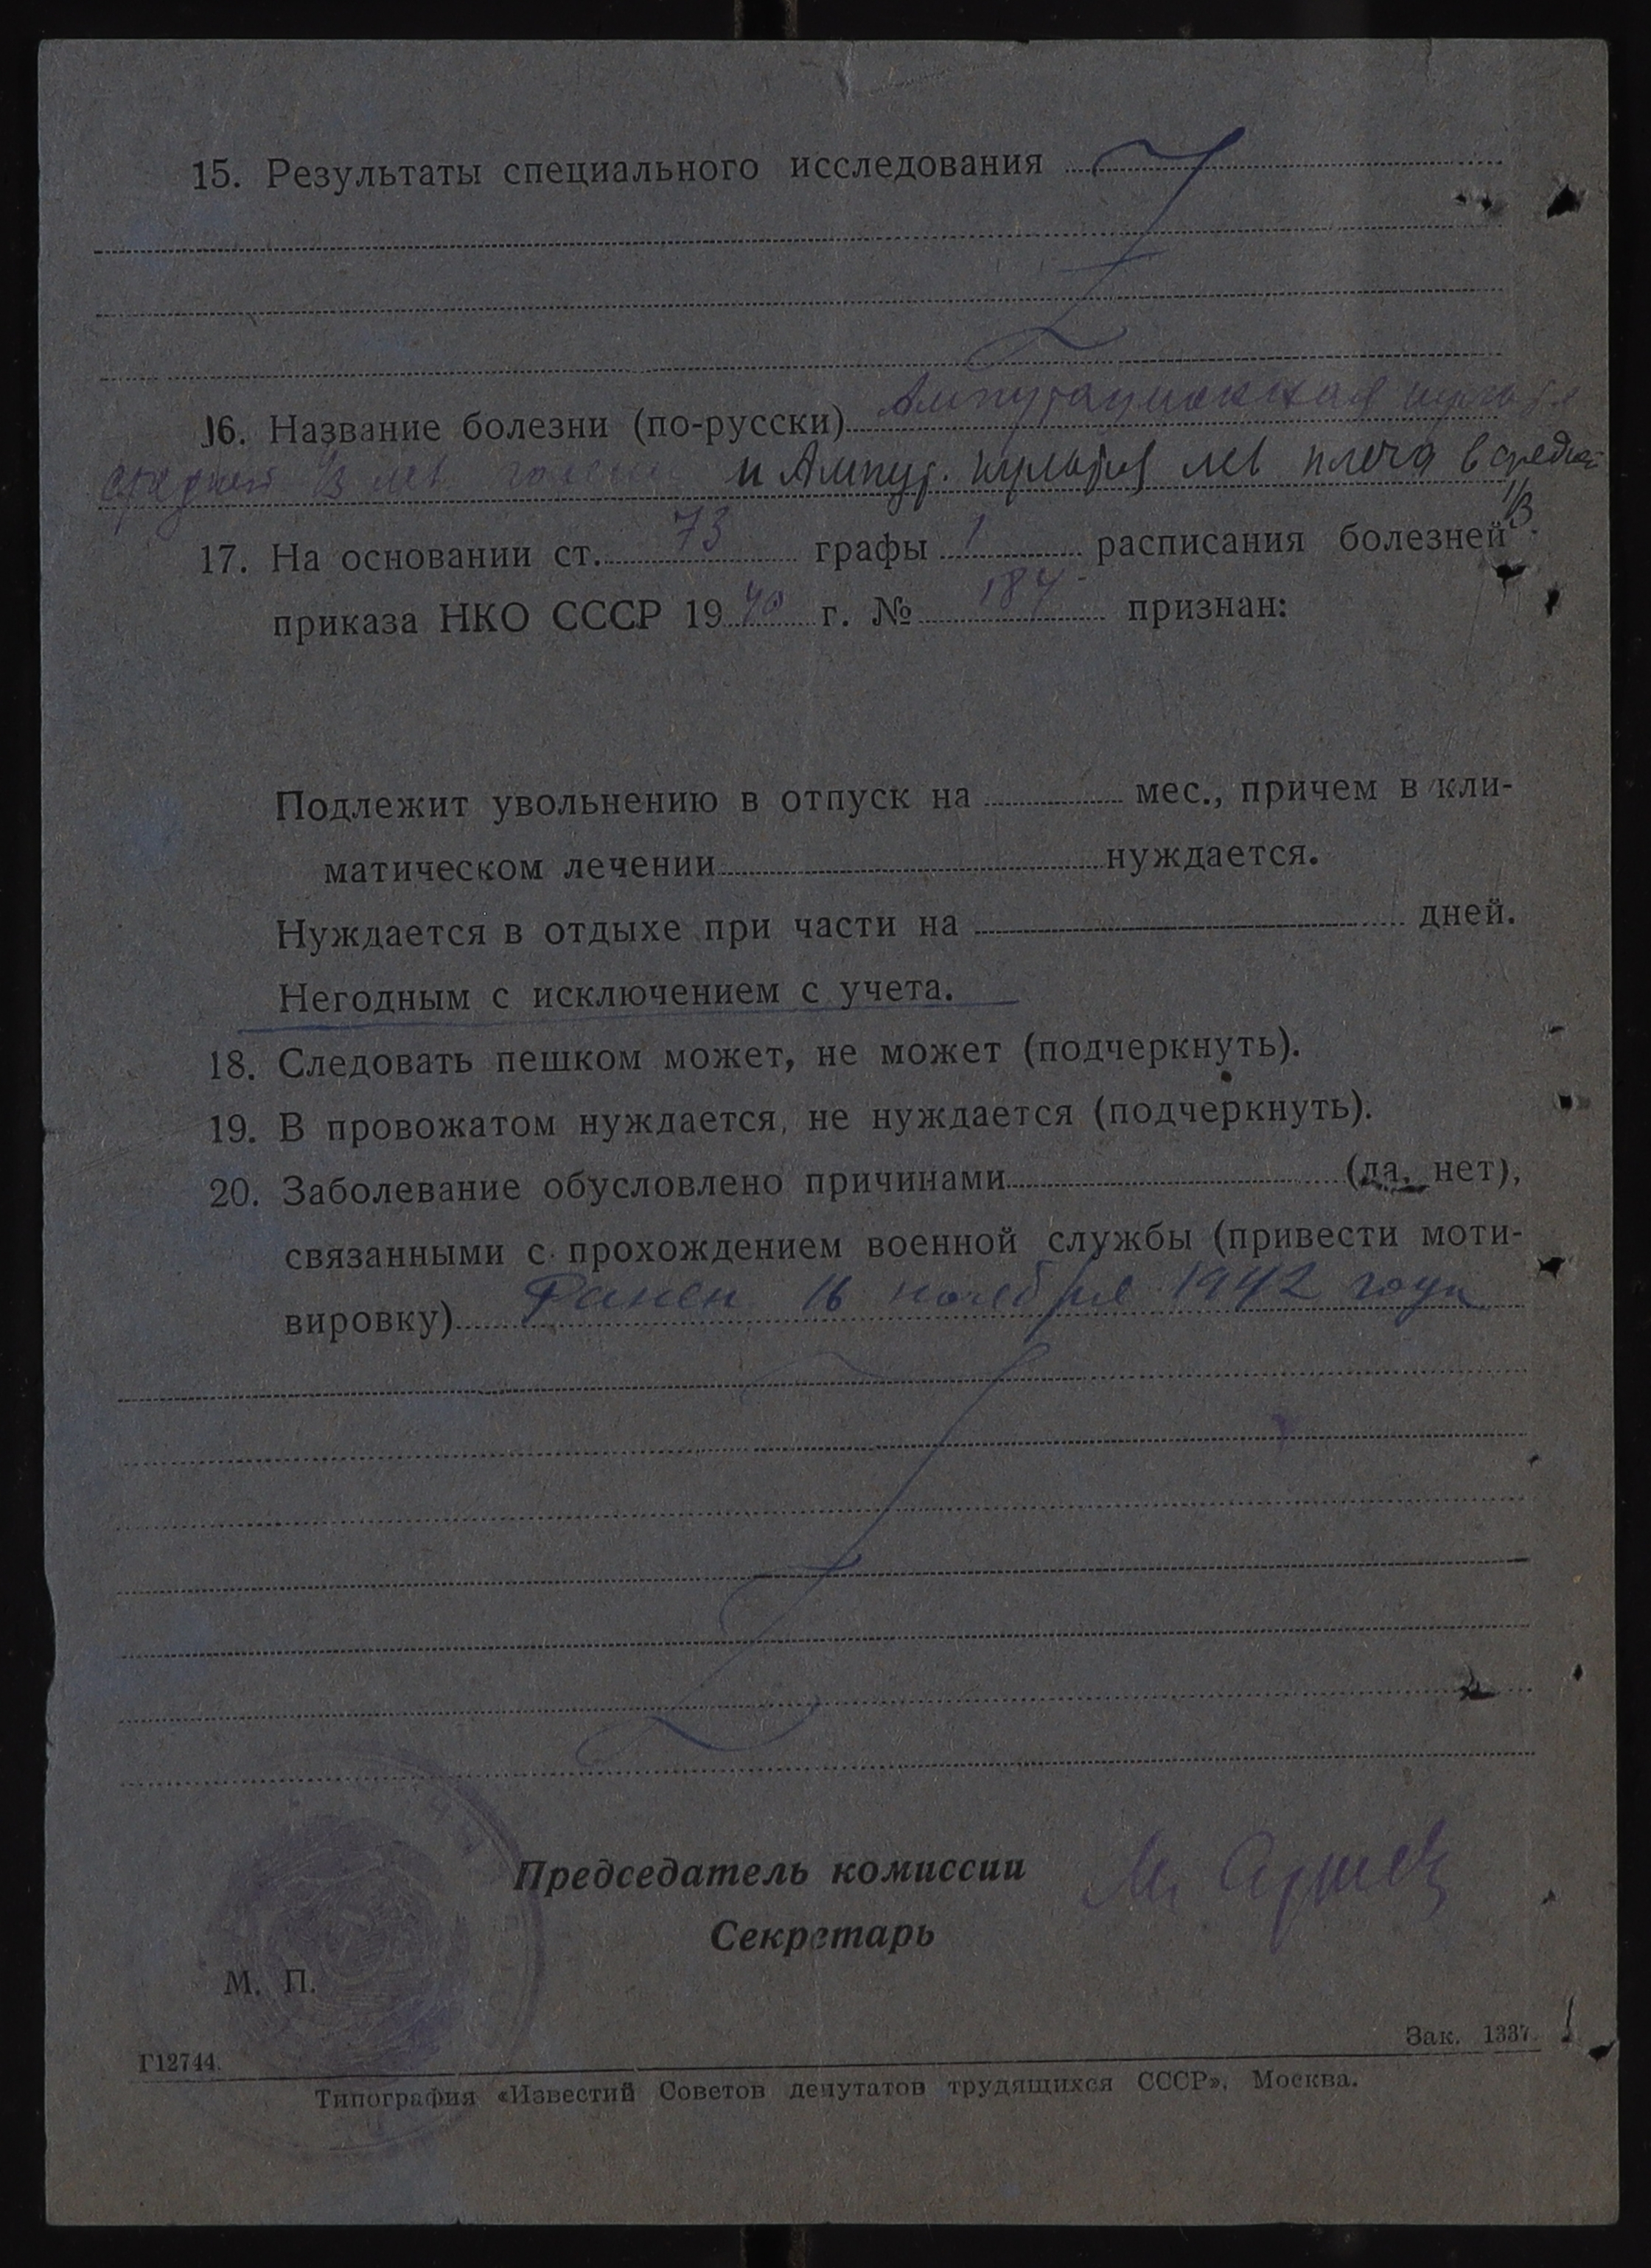 15. Результаты специального исследования
16. Название болезни (по-русски) Ампутационная культя
средней 1/3 лев. голени и Ампут. культя лев плеча в средней
1/3
17. На основании ст. 73 графы 1 расписания болезней
приказа НКО СССР 1940 г. № 184 признан:
Подлежит увольнению в отпуск на мес., причем в кли-
матическом лечении нуждается.
Нуждается в отдыхе при части на дней.
Негодным с исключением с учета.
18. Следовать пешком может, не может (подчеркнуть).
19. В провожатом нуждается, не нуждается (подчеркнуть).
20. Заболевание обусловлено причинами (да, нет),
связанными с прохождением военной службы (привести моти-
вировку) Ранен 16 ноября 1942 года
Председатель комиссии
Секретарь
М. П.
Г12744.
Зак. 1337.
Типография «Известий Советов депутатов трудящихся СССР», Москва.